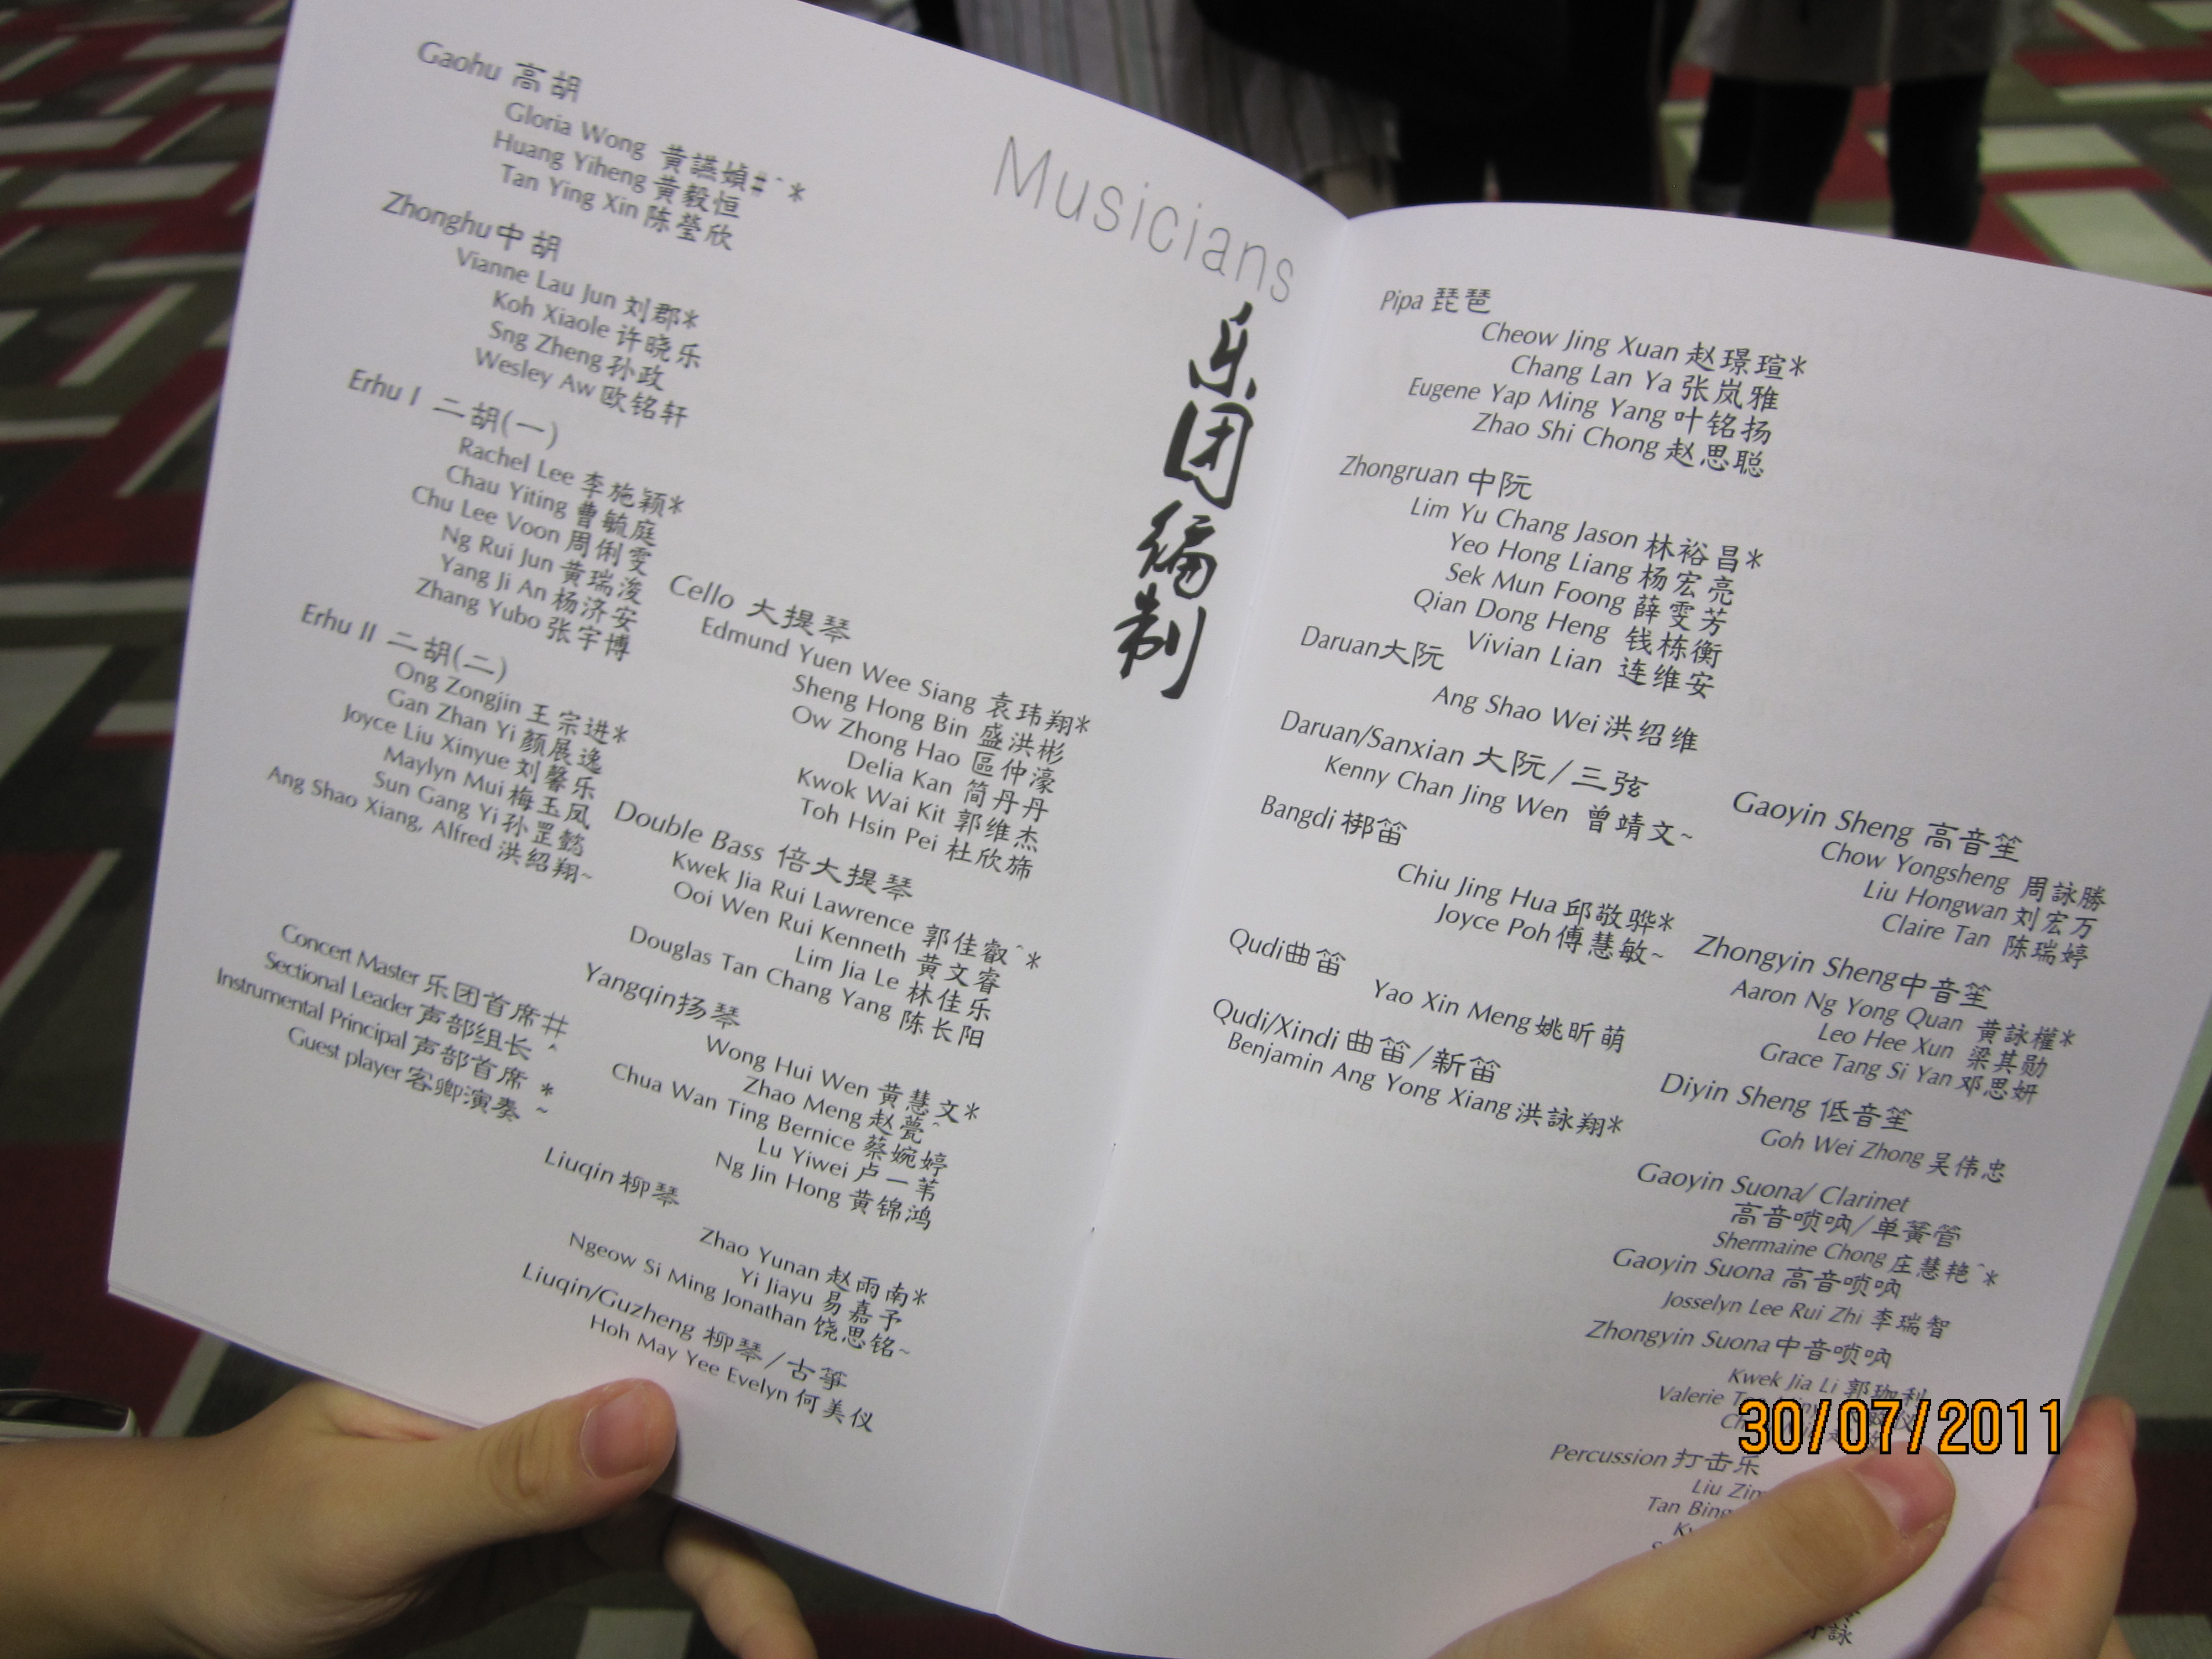 Musicians
乐团编制
Gaohu 高胡
Gloria Wong 黄讌媜#^*
Huang Yiheng 黄毅恒
Tan Ying Xin 陈莹欣
Zhonghu 中胡
Vianne Lau Jun 刘郡*
Koh Xiaole 许晓乐
Sng Zheng 孙政
Wesley Aw 欧铭轩
Erhu I 二胡(一)
Rachel Lee 李施颖*
Chau Yiting 曹毓庭
Chu Lee Voon 周俐雯
Ng Rui Jun 黄瑞浚
Yang Ji An 杨济安
Zhang Yubo 张宇博
Erhu II 二胡(二)
Ong Zongjin 王宗进*
Gan Zhan Yi 颜展逸
Joyce Liu Xinyue 刘馨乐
Maylyn Mui 梅玉凤
Sun Gang Yi 孙罡懿
Ang Shao Xiang, Alfred 洪绍翔~
Concert Master 乐团首席#
Sectional Leader 声部组长 ^
Instrumental Principal 声部首席 *
Guest player 客卿演奏 ~
Cello 大提琴
Edmund Yuen Wee Siang 袁玮翔*
Sheng Hong Bin 盛洪彬
Ow Zhong Hao 區仲濠
Delia Kan 简丹丹
Kwok Wai Kit 郭维杰
Toh Hsin Pei 杜欣旆
Double Bass 倍大提琴
Kwek Jia Rui Lawrence 郭佳叡^*
Ooi Wen Rui Kenneth 黄文睿
Lim Jia Le 林佳乐
Douglas Tan Chang Yang 陈长阳
Yangqin扬琴
Wong Hui Wen 黄慧文*
Zhao Meng 赵甍^
Chua Wan Ting Bernice 蔡婉婷
Lu Yiwei 卢一苇
Ng Jin Hong 黄锦鸿
Liuqin 柳琴
Zhao Yunan 赵雨南*
Yi Jiayu 易嘉予
Ngeow Si Ming Jonathan 饶思铭~
Liuqin/Guzheng 柳琴/古筝
Hoh May Yee Evelyn 何美仪
Pipa 琵琶
Cheow Jing Xuan 赵璟瑄*
Chang Lan Ya 张岚雅
Eugene Yap Ming Yang 叶铭扬
Zhao Shi Chong 赵思聪
Zhongruan 中阮
Lim Yu Chang Jason 林裕昌*
Yeo Hong Liang 杨宏亮
Sek Mun Foong 薛雯芳
Qian Dong Heng 钱栋衡
Vivian Lian 连维安
Daruan大阮
Ang Shao Wei 洪绍维
Daruan/Sanxian 大阮/三弦
Kenny Chan Jing Wen 曾靖文~
Bangdi 梆笛
Chiu Jing Hua 邱敬骅*
Joyce Poh 傅慧敏~
Qudi曲笛
Yao Xin Meng 姚昕萌
Qudi/Xindi 曲笛/新笛
Benjamin Ang Yong Xiang 洪詠翔*
Gaoyin Sheng 高音笙
Chow Yongsheng 周詠勝
Liu Hongwan 刘宏万
Claire Tan 陈瑞婷
Zhongyin Sheng中音笙
Aaron Ng Yong Quan 黄詠權*
Leo Hee Xun 梁其勋
Grace Tang Si Yan 邓思妍
Diyin Sheng 低音笙
Goh Wei Zhong 吴伟忠
Gaoyin Suona/ Clarinet
高音唢呐/单簧管
Shermaine Chong 庄慧艳^*
Gaoyin Suona 高音唢呐
Josselyn Lee Rui Zhi 李瑞智
Zhongyin Suona 中音唢呐
Kwek Jia Li 郭珈利
Valerie
Percussion 打击乐
Liu
Tan Bing
30/07/2011